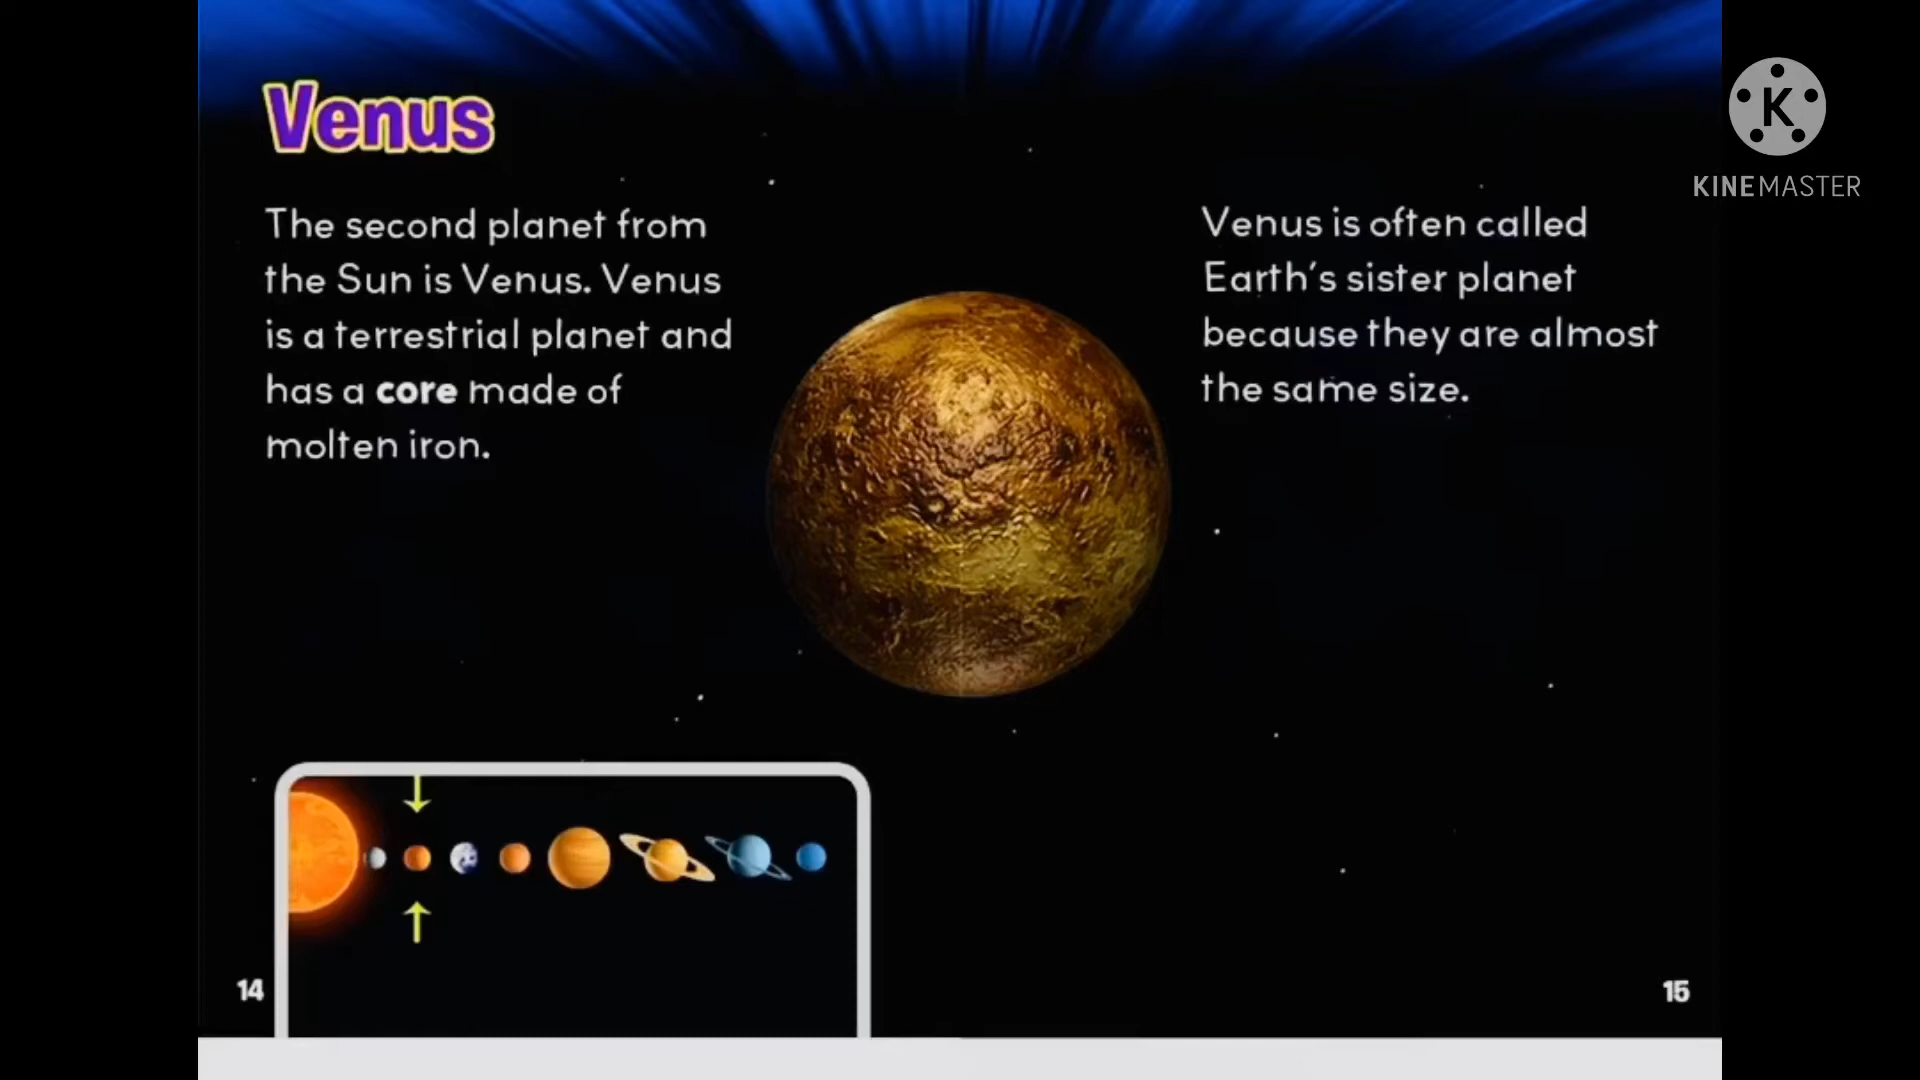 Venus
The second planet from
the Sun is Venus. Venus
is a terrestrial planet and
has a core made of
molten iron.
Venus is often called
Earth's sister planet
because they are almost
the same size.
14
15
K
KINEMASTER